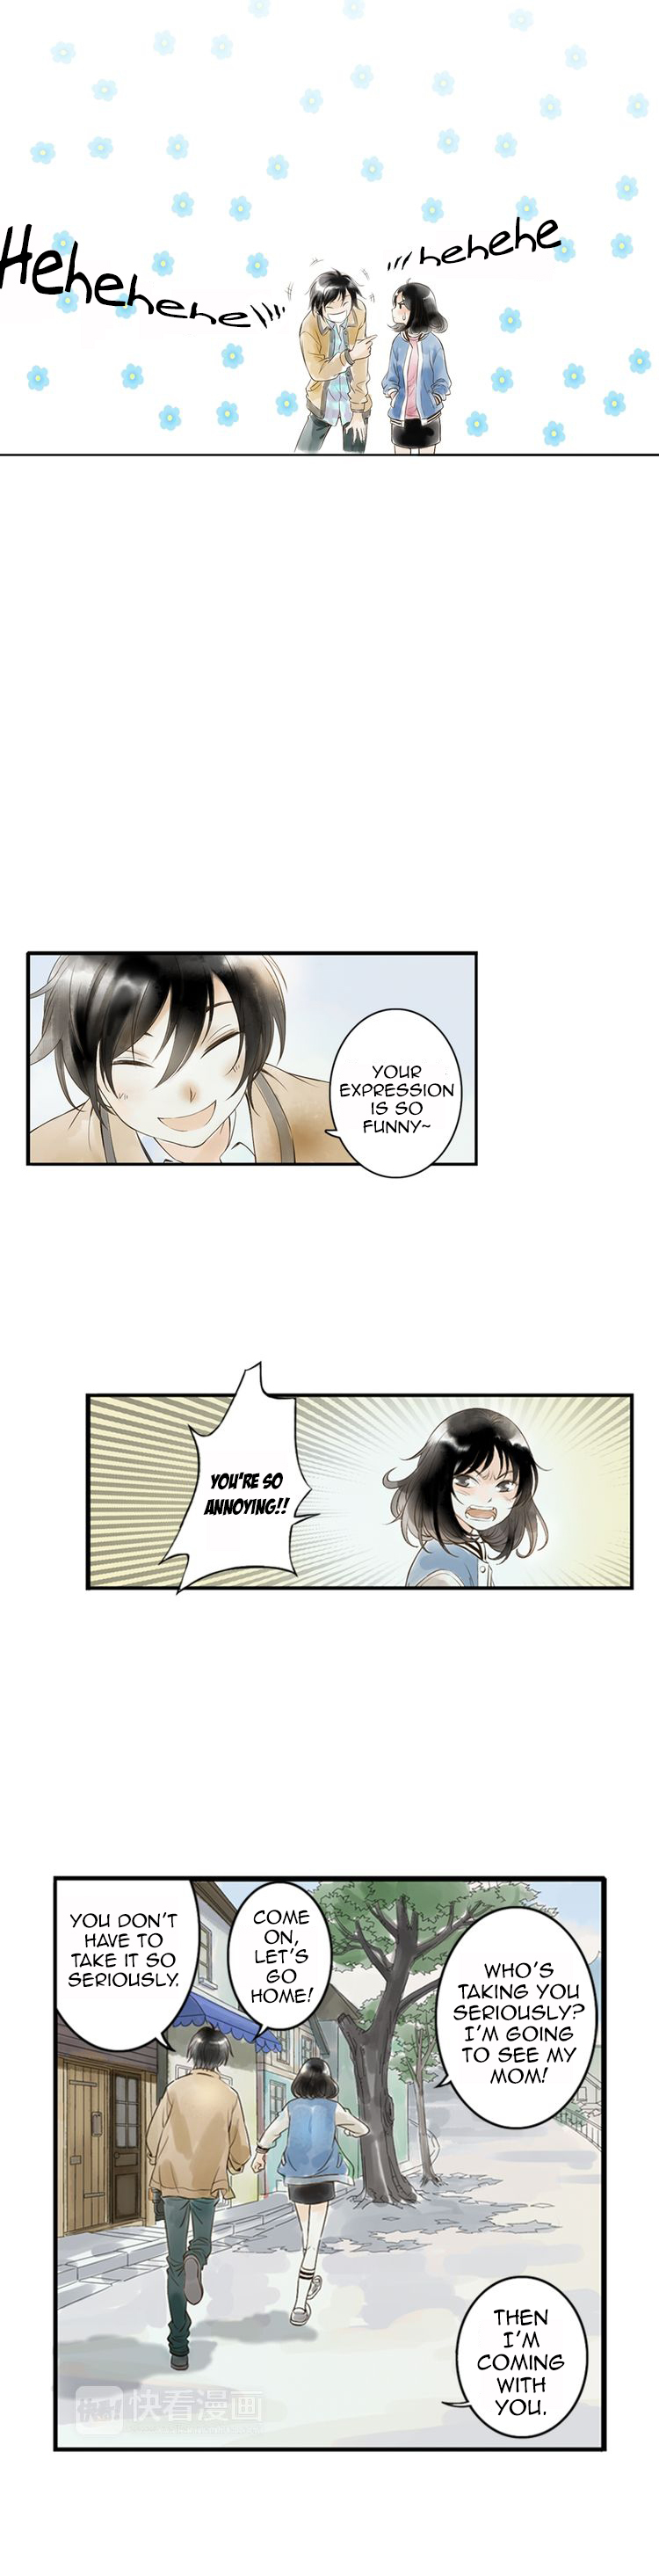 Hehehehehe
hehehehe
YOUR
EXPRESSION
IS SO
FUNNY~
YOU'RE SO
ANNOYING!!
YOU DON'T
HAVE TO
TAKE IT SO
SERIOUSLY.
COME
ON,
LET'S
GO
HOME!
WHO'S
TAKING YOU
SERIOUSLY?
I'M GOING
TO SEE MY
MOM!
THEN
I'M
COMING
WITH
YOU.
快看漫画